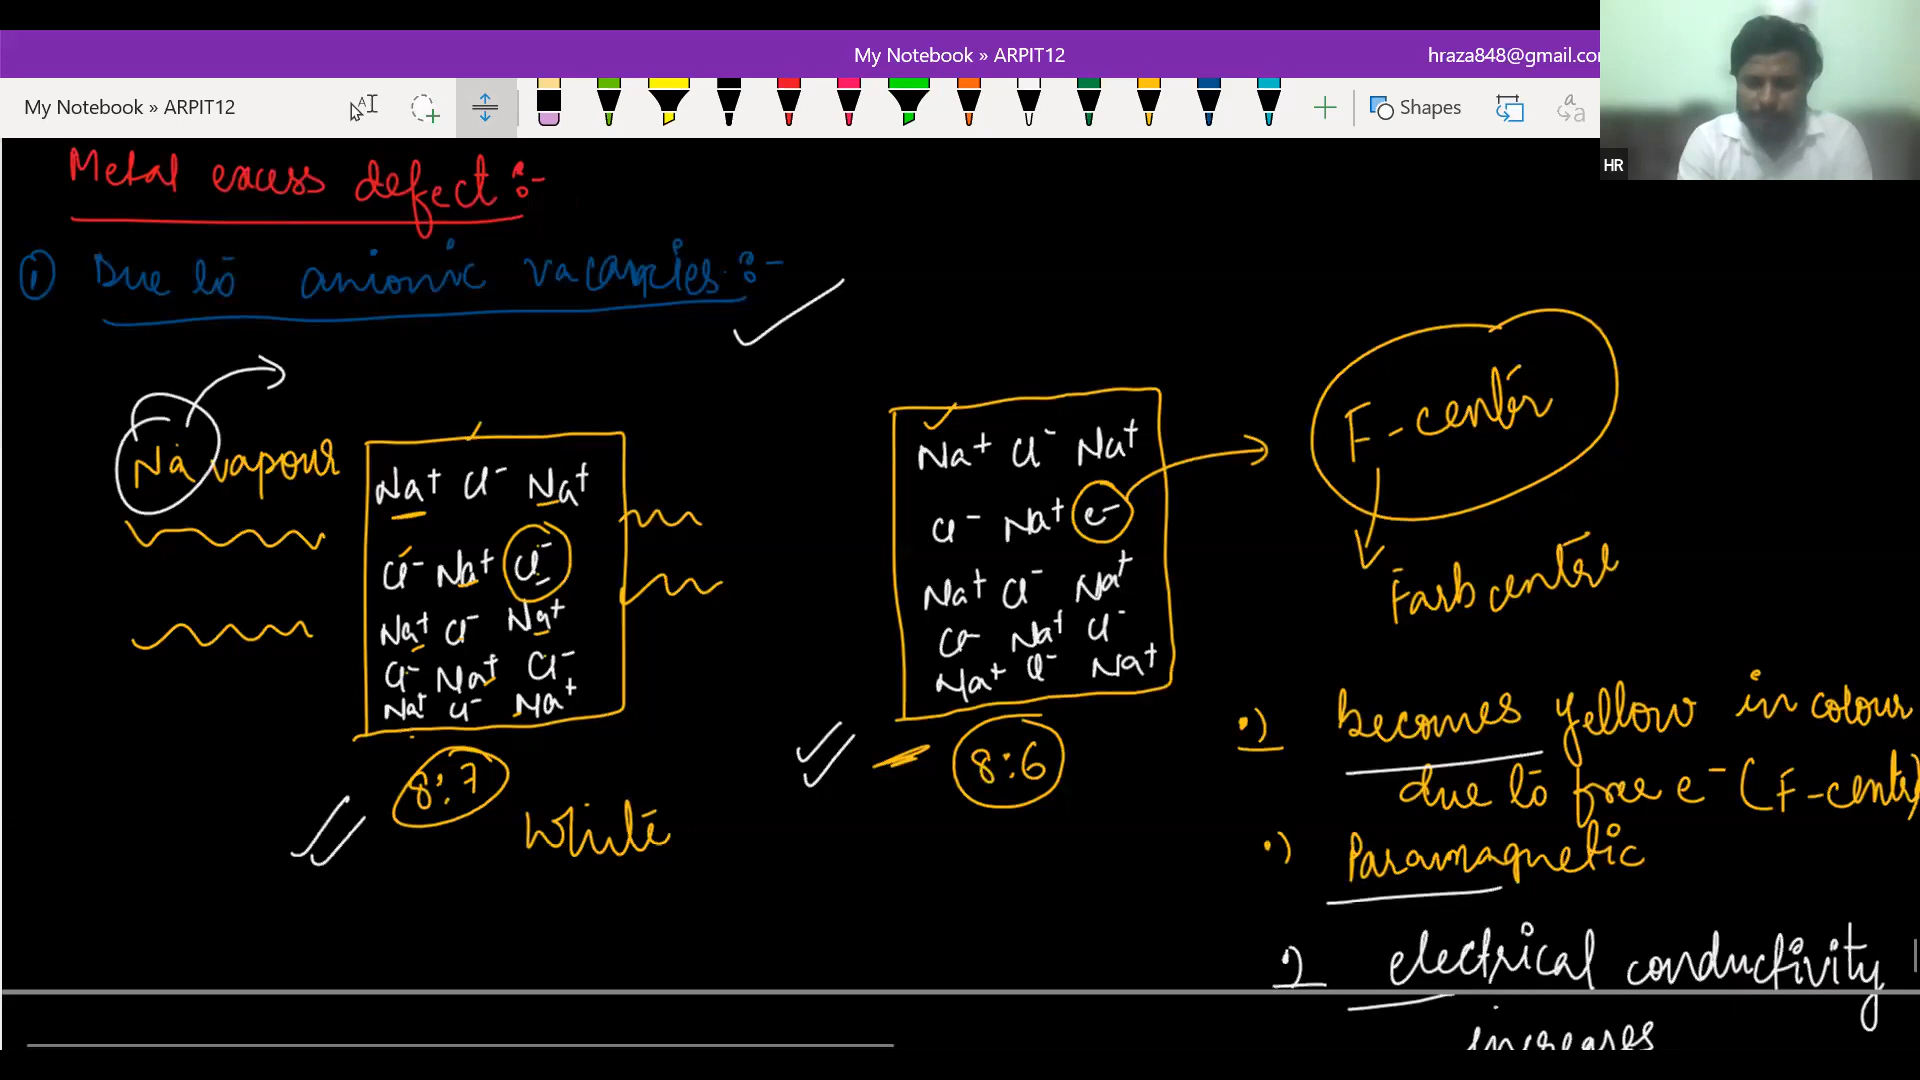 My Notebook » ARPIT12
hraza848@gmail.co
My Notebook » ARPIT12
Shapes
HR
Metal excess defect :-
① Due to anionic vacancies :-
Na vapour
Na+ Cl- Na+
Cl- Na+ Cl-
Na+ Cl- Na+
Cl- Na+ Cl-
Na+ Cl- Na+
8:7
White
Na+ Cl- Na+
Cl- Na+ e-
Na+ Cl- Na+
Cl- Na+ Cl-
Na+ Cl- Na+
8:6
F-center
Farb centre
•) becomes yellow in colour
due to free e- (F-centre)
•) Paramagnetic
•) electrical conductivity
increases